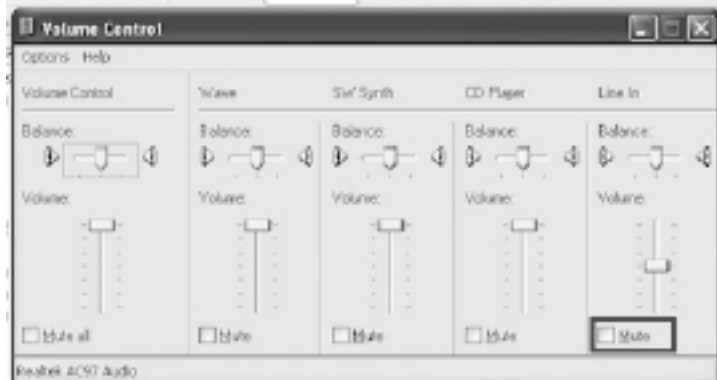 Volume Control
Options Help
Volume Control Wave SW Synth CD Player Line In
Balance: Balance: Balance: Balance: Balance:
Volume: Volume: Volume: Volume: Volume:
Mute all Mute Mute Mute Mute
Realtek AC97 Audio